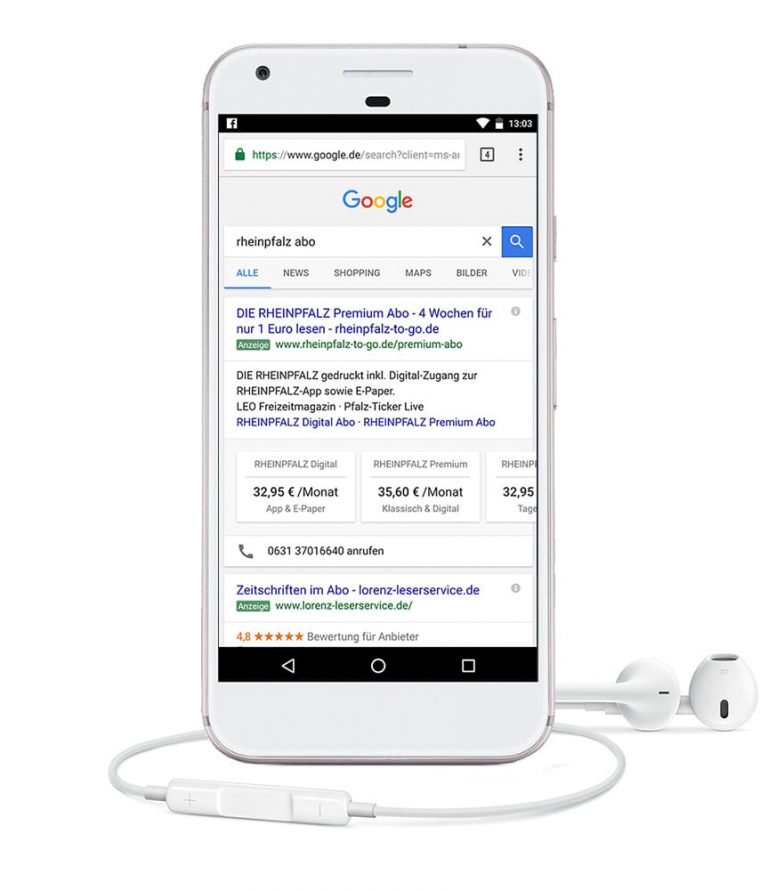 13:03
https://www.google.de/search?client=ms-a
4
Google
rheinpfalz abo
ALLE NEWS SHOPPING MAPS BILDER
DIE RHEINPFALZ Premium Abo - 4 Wochen für
nur 1 Euro lesen - rheinpfalz-to-go.de
Anzeige www.rheinpfalz-to-go.de/premium-abo
DIE RHEINPFALZ gedruckt inkl. Digital-Zugang zur
RHEINPFALZ-App sowie E-Paper.
LEO Freizeitmagazin · Pfalz-Ticker Live
RHEINPFALZ Digital Abo · RHEINPFALZ Premium Abo
RHEINPFALZ Digital RHEINPFALZ Premium RHEINP
32,95 € /Monat 35,60 € /Monat 32,95
App & E-Paper Klassisch & Digital Tage
0631 37016640 anrufen
Zeitschriften im Abo - lorenz-leserservice.de
Anzeige www.lorenz-leserservice.de/
4,8 ★★★★★ Bewertung für Anbieter